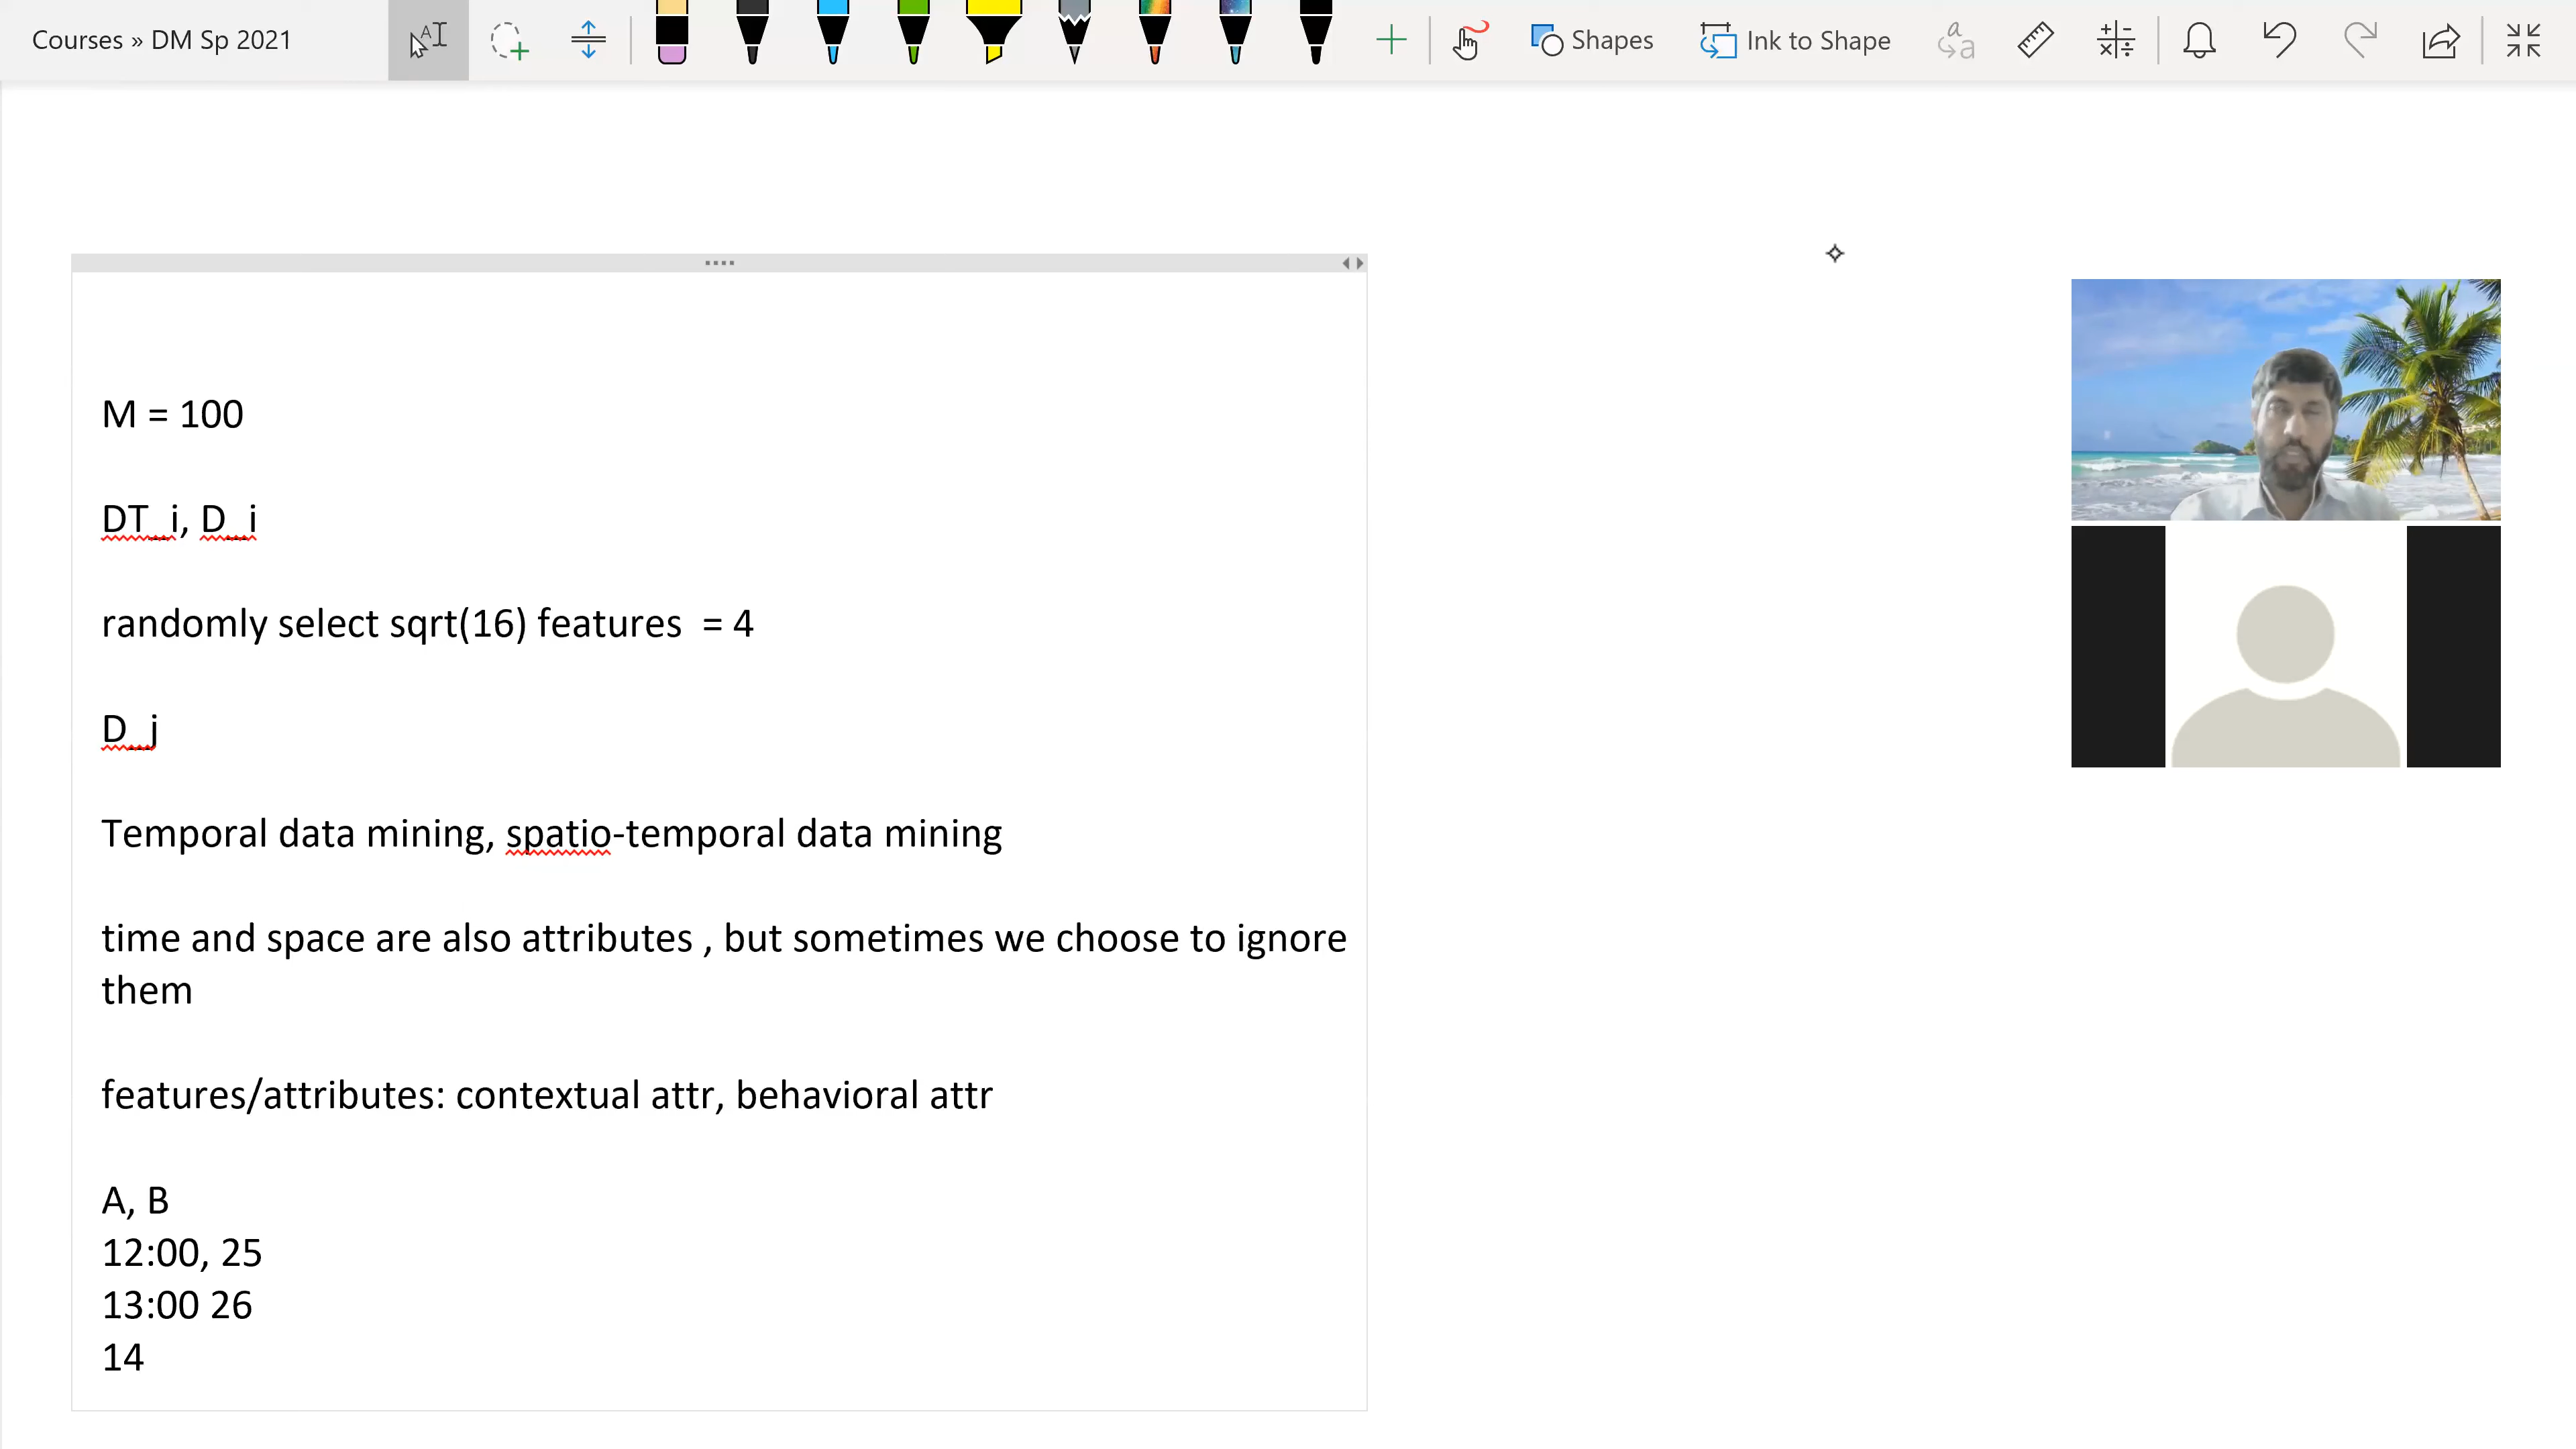 Courses » DM Sp 2021
Shapes
Ink to Shape
M = 100
DT_i, D_i
randomly select sqrt(16) features  = 4
D_j
Temporal data mining, spatio-temporal data mining
time and space are also attributes , but sometimes we choose to ignore
them
features/attributes: contextual attr, behavioral attr
A, B
12:00, 25
13:00 26
14